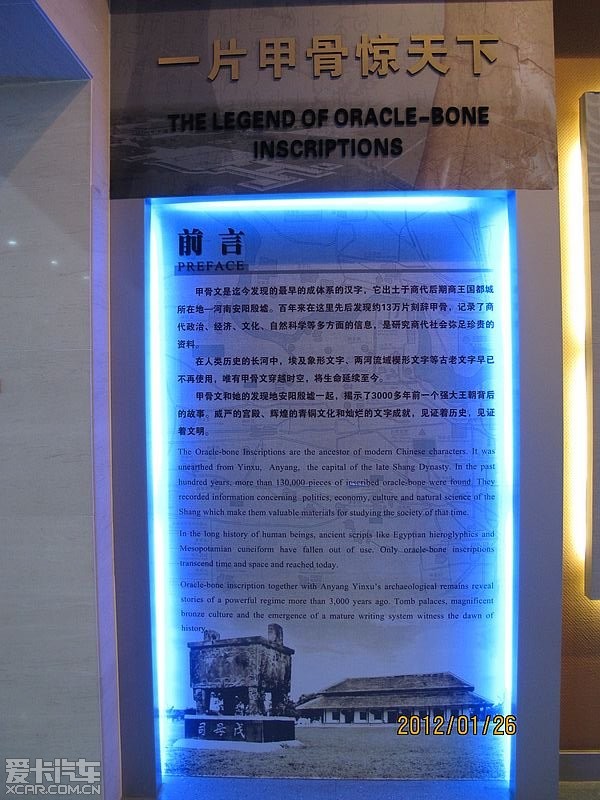 一片甲骨惊天下
THE LEGEND OF ORACLE-BONE
INSCRIPTIONS
前言
PREFACE
甲骨文是迄今发现的最早的成体系的汉字，它出土于商代后期商王国都城
所在地—河南安阳殷墟。百年来在这里先后发现约13万片刻辞甲骨，记录了商
代政治、经济、文化、自然科学等多方面的信息，是研究商代社会弥足珍贵的
资料。
在人类历史的长河中，埃及象形文字、两河流域楔形文字等古老文字早已
不再使用，唯有甲骨文穿越时空，将生命延续至今。
甲骨文和她的发现地安阳殷墟一起，揭示了3000多年前一个强大王朝背后
的故事。威严的宫殿、辉煌的青铜文化和灿烂的文字成就，见证着历史，见证
着文明。
The Oracle-bone Inscriptions are the ancestor of modern Chinese characters. It was
unearthed from Yinxu, Anyang, the capital of the late Shang Dynasty. In the past
hundred years, more than 130,000 pieces of inscribed oracle-bone were found. They
recorded information concerning politics, economy, culture and natural science of the
Shang which make them valuable materials for studying the society of that time.
In the long history of human beings, ancient scripts like Egyptian hieroglyphics and
Mesopotamian cuneiform have fallen out of use. Only oracle-bone inscriptions
transcend time and space and reached today.
Oracle-bone inscription together with Anyang Yinxu's archaeological remains reveal
stories of a powerful regime more than 3,000 years ago. Tomb palaces, magnificent
bronze culture and the emergence of a mature writing system witness the dawn of
history.
司母戊
2012/01/26
爱卡汽车
XCAR.COM.CN